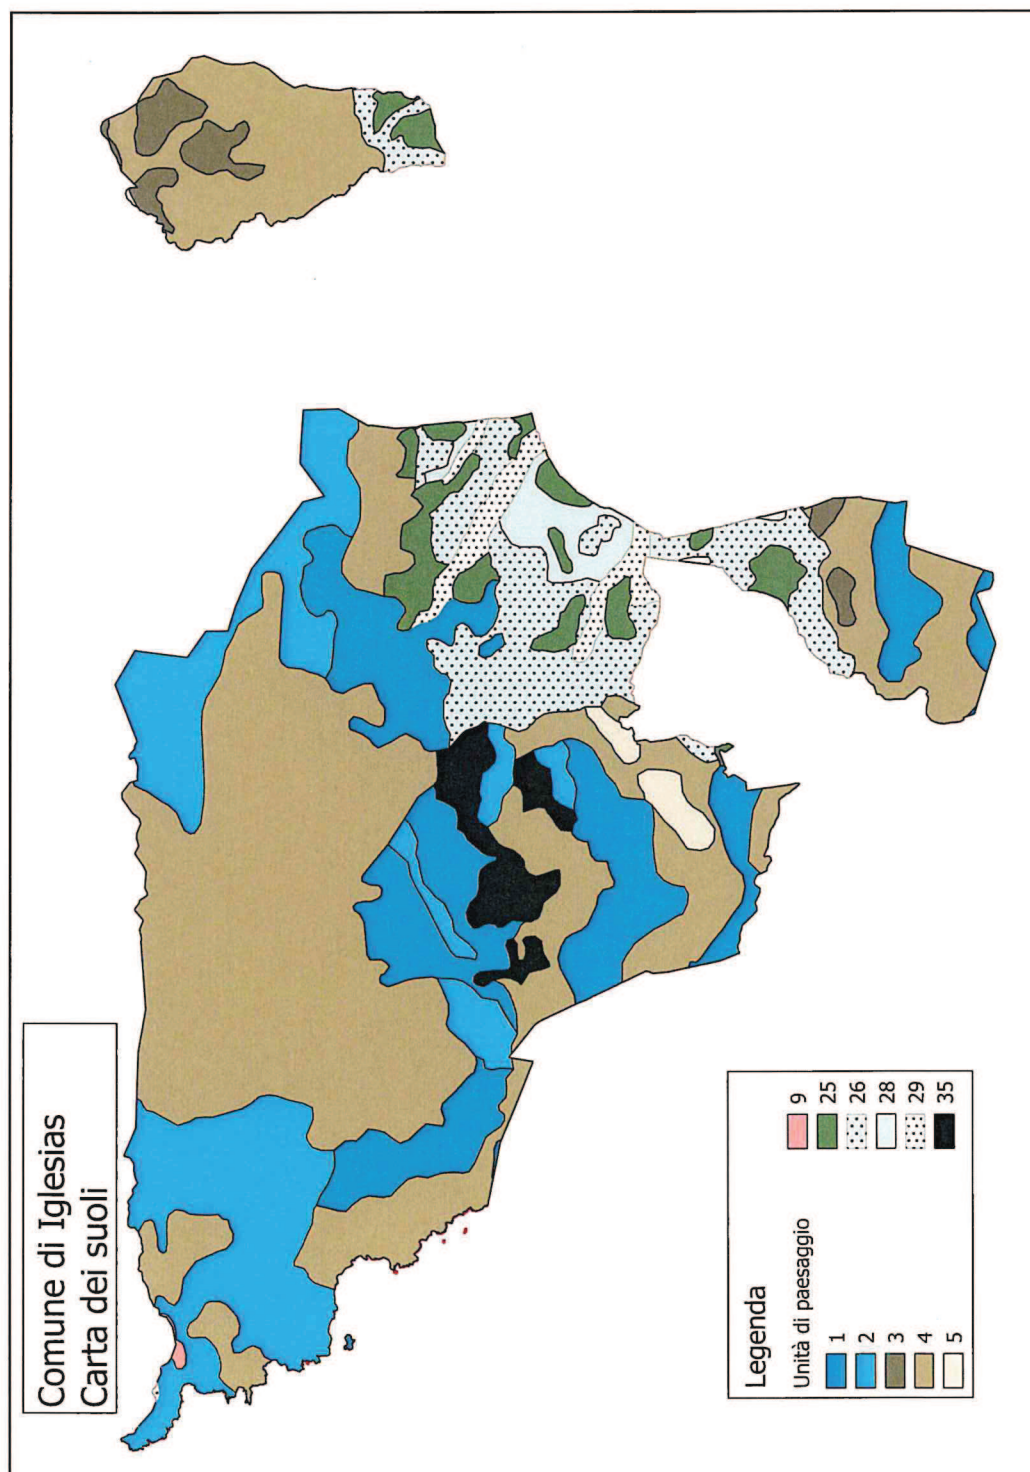 Comune di Iglesias
Carta dei suoli
Legenda
Unità di paesaggio
1
2
3
4
5
9
25
26
28
29
35